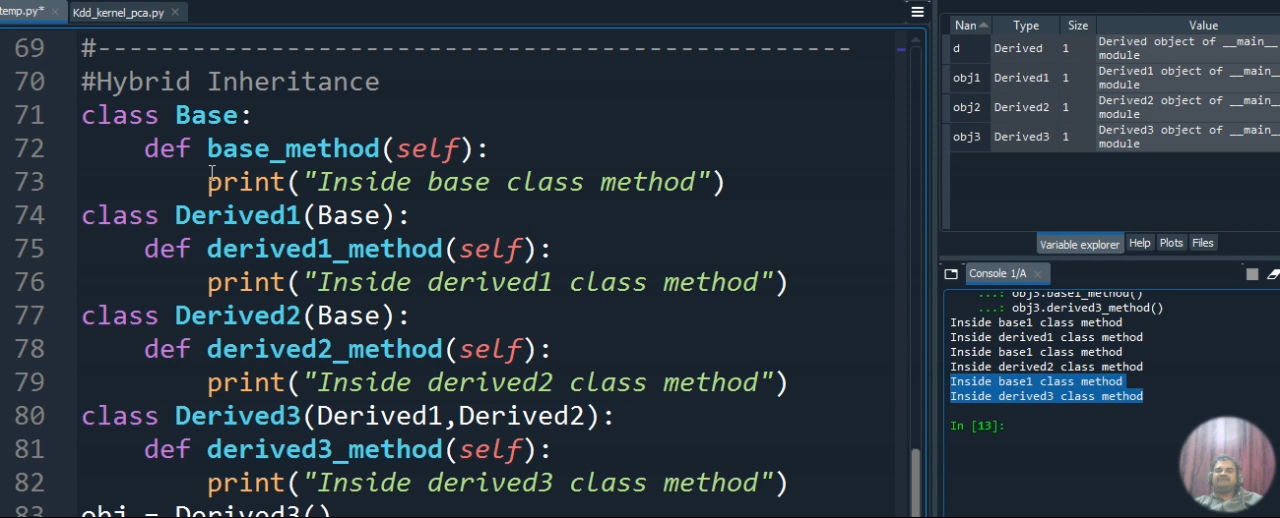 temp.py* Kdd_kernel_pca.py
69 #------------------------------------------------
70 #Hybrid Inheritance
71 class Base:
72 def base_method(self):
73 print("Inside base class method")
74 class Derived1(Base):
75 def derived1_method(self):
76 print("Inside derived1 class method")
77 class Derived2(Base):
78 def derived2_method(self):
79 print("Inside derived2 class method")
80 class Derived3(Derived1,Derived2):
81 def derived3_method(self):
82 print("Inside derived3 class method")
83 obj = Derived3()
Nan Type Size Value
d Derived 1 Derived object of __main__
module
obj1 Derived1 1 Derived1 object of __main__
module
obj2 Derived2 1 Derived2 object of __main__
module
obj3 Derived3 1 Derived3 object of __main__
module
Variable explorer Help Plots Files
Console 1/A
...: obj3.base1_method()
...: obj3.derived3_method()
Inside base1 class method
Inside derived1 class method
Inside base1 class method
Inside derived2 class method
Inside base1 class method
Inside derived3 class method
In [13]: